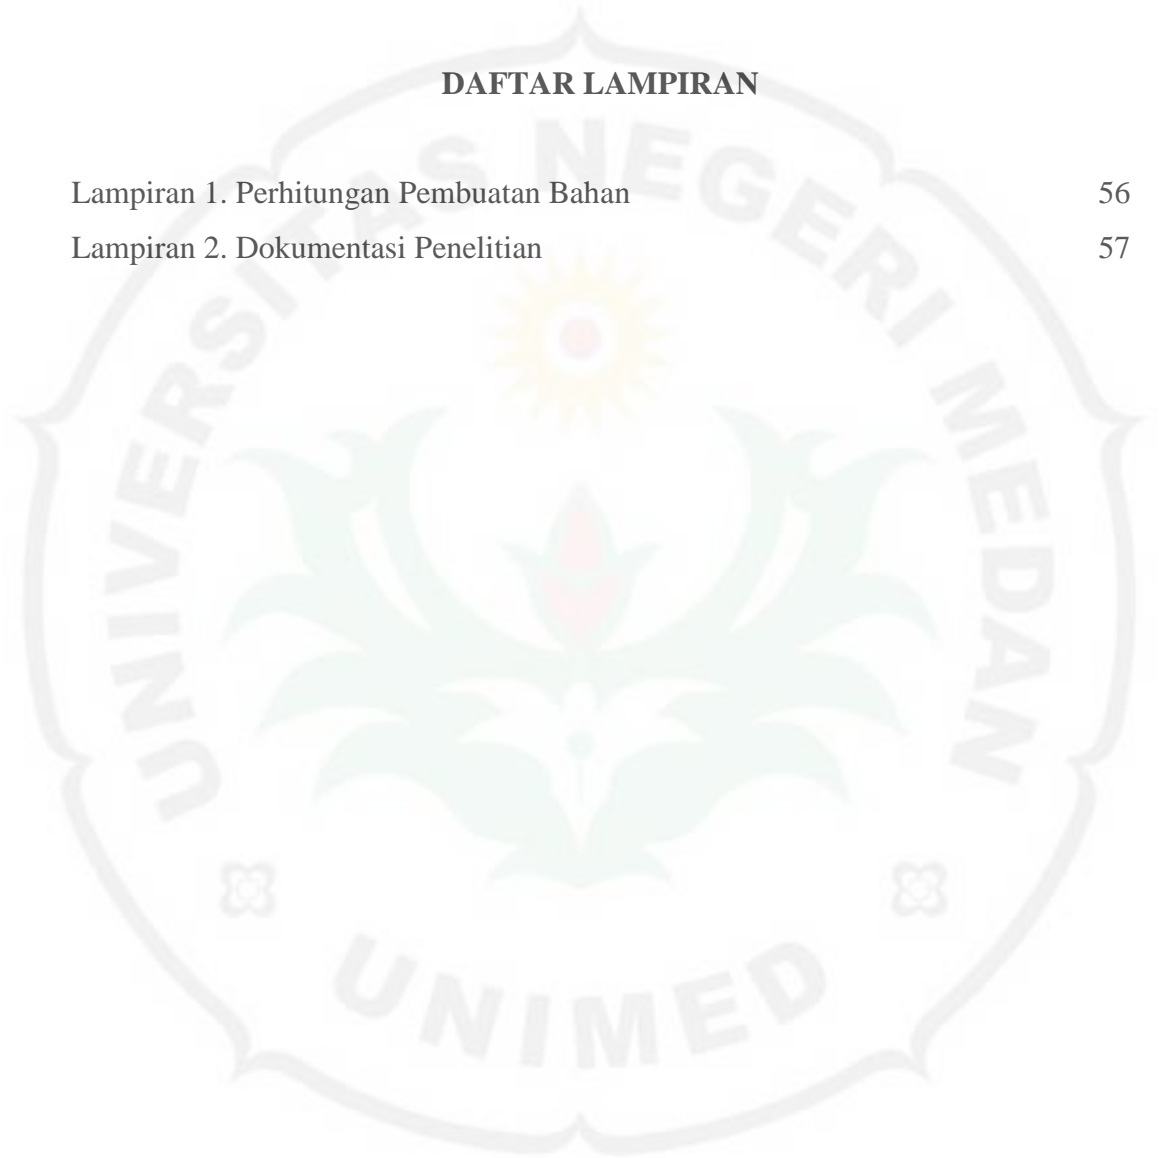 DAFTAR LAMPIRAN
Lampiran 1. Perhitungan Pembuatan Bahan 56
Lampiran 2. Dokumentasi Penelitian 57
UNIVERSITAS NEGERI MEDAN
UNIMED